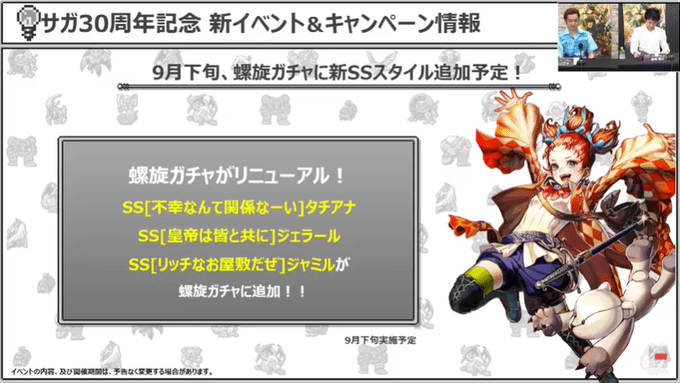 サガ30周年記念 新イベント&キャンペーン情報
9月下旬、螺旋ガチャに新SSスタイル追加予定！
螺旋ガチャがリニューアル！
SS[不幸なんて関係なーい]タチアナ
SS[皇帝は皆と共に]ジェラール
SS[リッチなお屋敷だぜ]ジャミルが
螺旋ガチャに追加！！
9月下旬実施予定
イベントの内容、及び開催期間は、予告なく変更する場合があります。